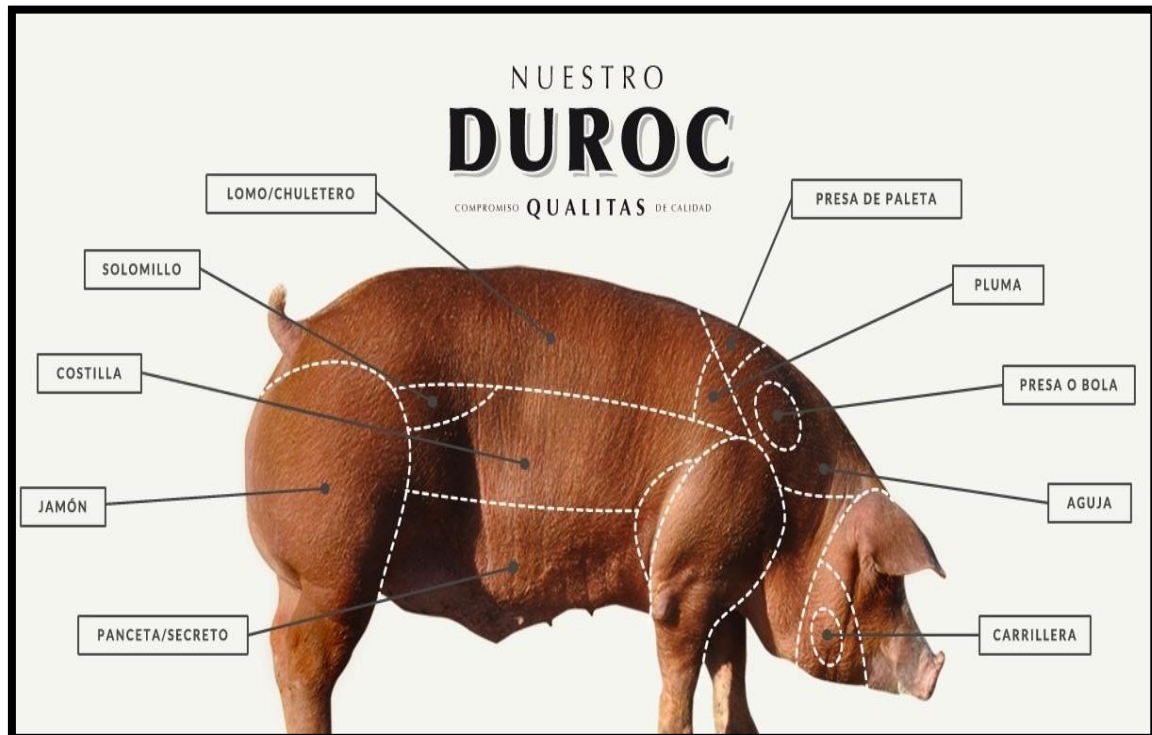 NUESTRO
DUROC
COMPROMISO QUALITAS DE CALIDAD
LOMO/CHULETERO
PRESA DE PALETA
SOLOMILLO
PLUMA
COSTILLA
PRESA O BOLA
JAMÓN
AGUJA
PANCETA/SECRETO
CARRILLERA